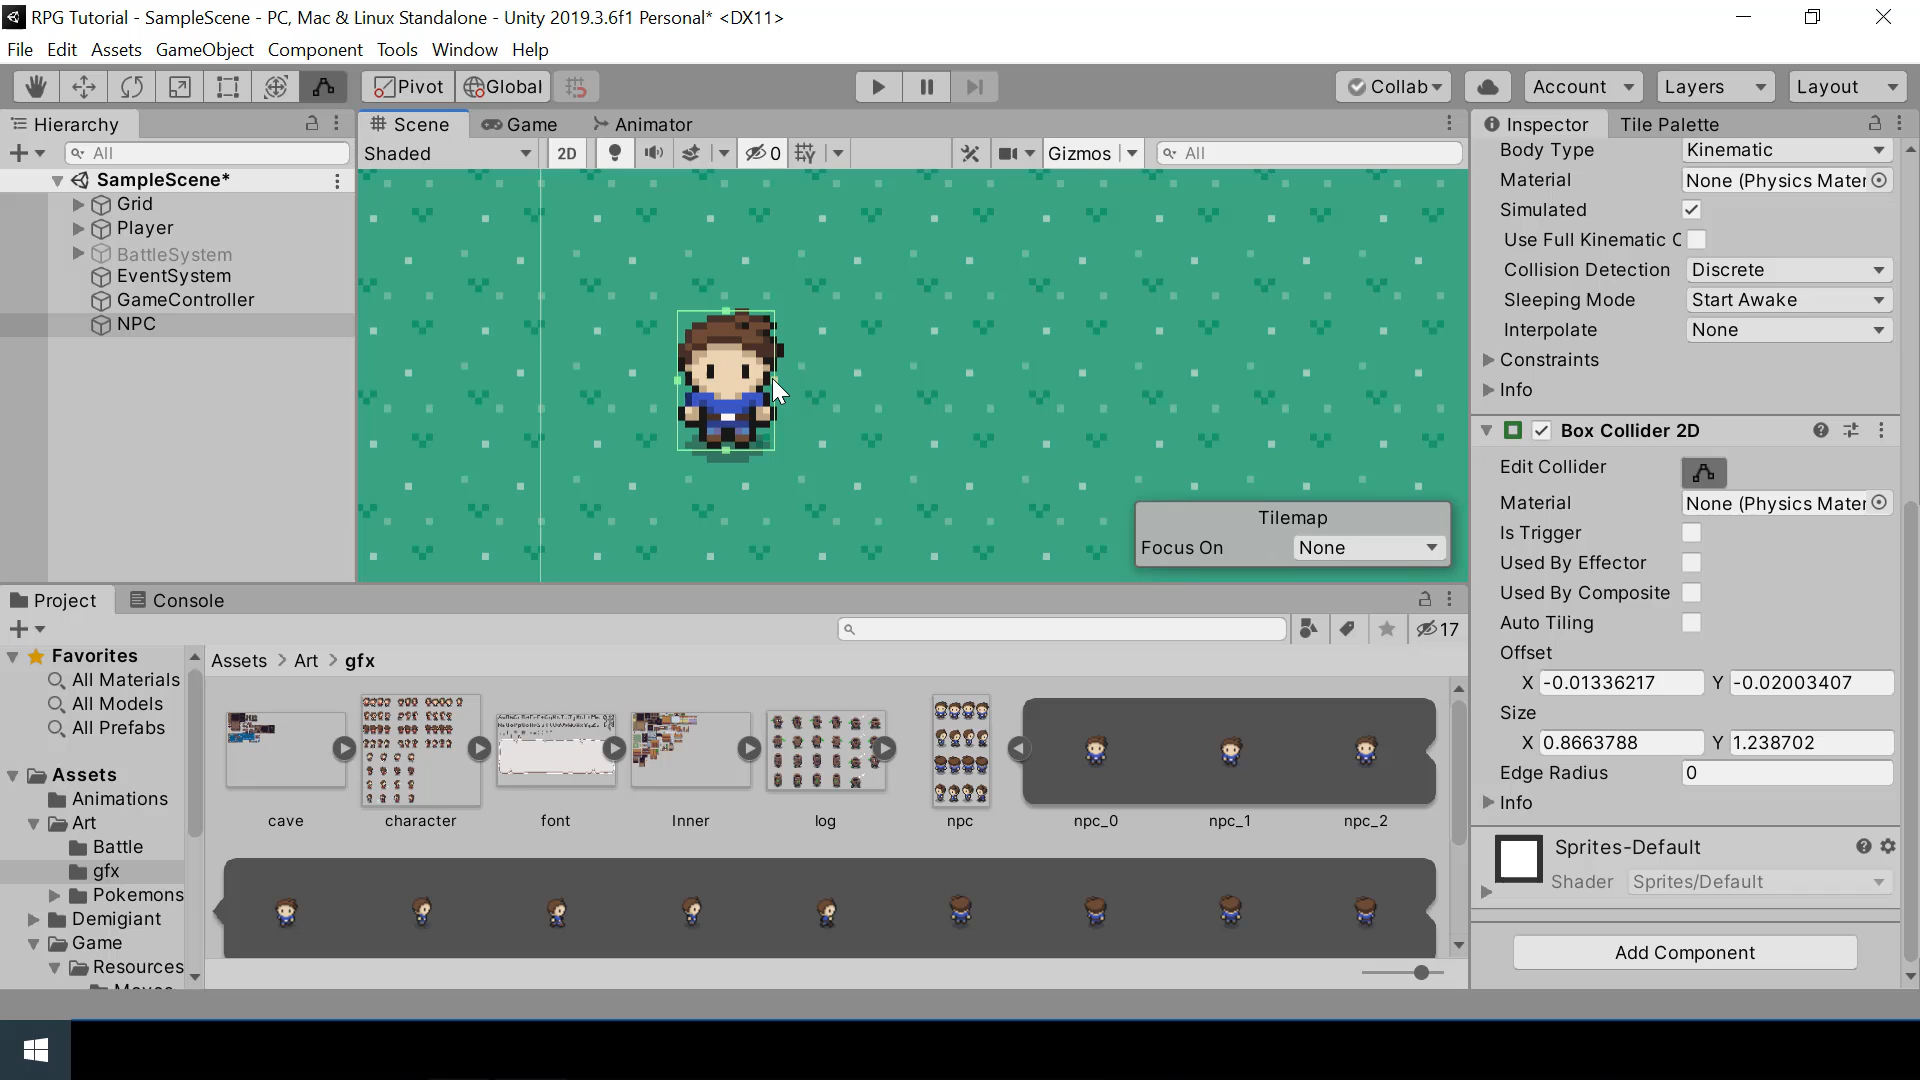 RPG Tutorial - SampleScene - PC, Mac & Linux Standalone - Unity 2019.3.6f1 Personal* <DX11>
File Edit Assets GameObject Component Tools Window Help
Pivot Global Collab Account Layers Layout
Hierarchy Scene Game Animator Inspector Tile Palette
All Shaded 2D 0 Gizmos All
SampleScene*
Grid
Player
BattleSystem
EventSystem
GameController
NPC
Tilemap
Focus On None
Body Type Kinematic
Material None (Physics Mater
Simulated
Use Full Kinematic C
Collision Detection Discrete
Sleeping Mode Start Awake
Interpolate None
Constraints
Info
Box Collider 2D
Edit Collider
Material None (Physics Mater
Is Trigger
Used By Effector
Used By Composite
Auto Tiling
Offset
X -0.01336217 Y -0.02003407
Size
X 0.8663788 Y 1.238702
Edge Radius 0
Info
Sprites-Default
Shader Sprites/Default
Add Component
Project Console
17
Favorites
All Materials
All Models
All Prefabs
Assets
Animations
Art
Battle
gfx
Pokemons
Demigiant
Game
Resources
Assets > Art > gfx
cave character font Inner log npc npc_0 npc_1 npc_2